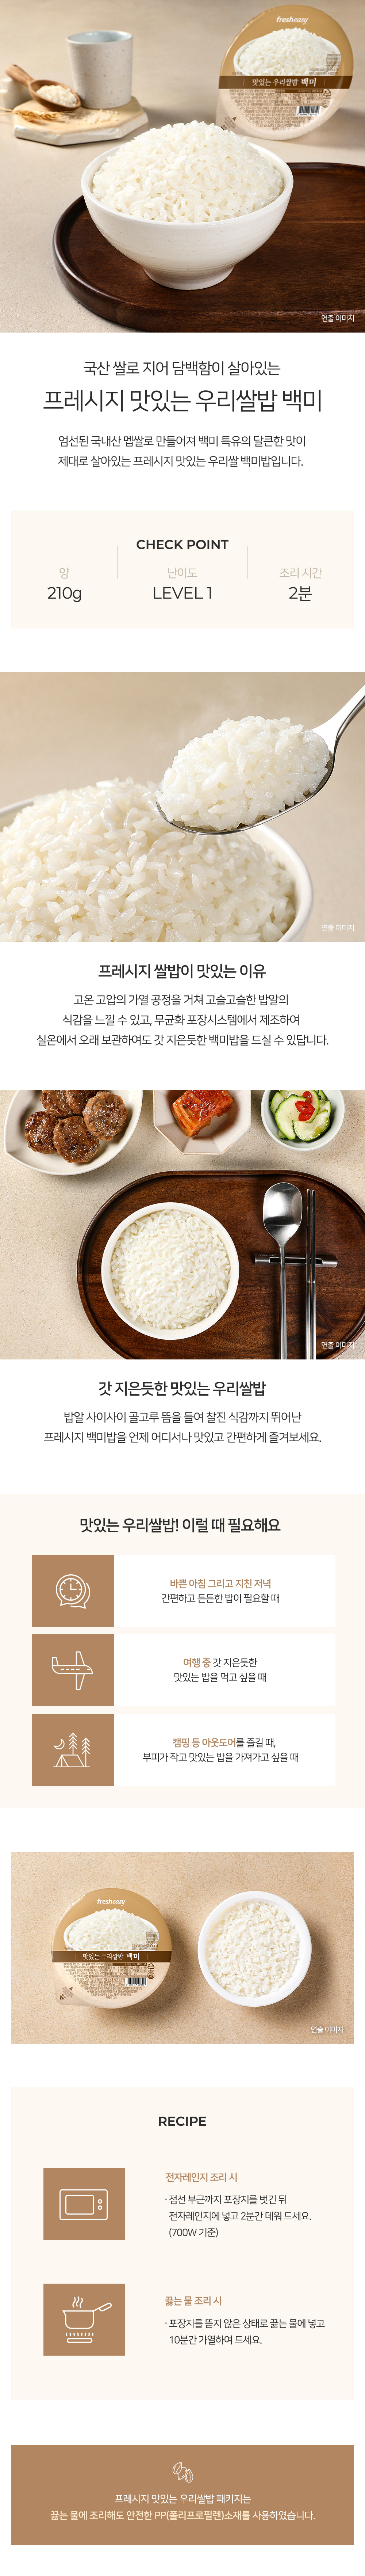 fresheasy
맛있는 우리쌀밥 백미
연출 이미지
국산 쌀로 지어 담백함이 살아있는
프레시지 맛있는 우리쌀밥 백미
엄선된 국내산 멥쌀로 만들어져 백미 특유의 달큰한 맛이
제대로 살아있는 프레시지 맛있는 우리쌀 백미밥입니다.
CHECK POINT
양
난이도
조리 시간
210g
LEVEL 1
2분
연출 이미지
프레시지 쌀밥이 맛있는 이유
고온 고압의 가열 공정을 거쳐 고슬고슬한 밥알의
식감을 느낄 수 있고, 무균화 포장시스템에서 제조하여
실온에서 오래 보관하여도 갓 지은듯한 백미밥을 드실 수 있답니다.
연출 이미지
갓 지은듯한 맛있는 우리쌀밥
밥알 사이사이 골고루 뜸을 들여 찰진 식감까지 뛰어난
프레시지 백미밥을 언제 어디서나 맛있고 간편하게 즐겨보세요.
맛있는 우리쌀밥! 이럴 때 필요해요
바쁜 아침 그리고 지친 저녁
간편하고 든든한 밥이 필요할 때
여행 중 갓 지은듯한
맛있는 밥을 먹고 싶을 때
캠핑 등 아웃도어를 즐길 때,
부피가 작고 맛있는 밥을 가져가고 싶을 때
fresheasy
맛있는 우리쌀밥 백미
연출 이미지
RECIPE
전자레인지 조리 시
· 점선 부근까지 포장지를 벗긴 뒤
전자레인지에 넣고 2분간 데워 드세요.
(700W 기준)
끓는 물 조리 시
· 포장지를 뜯지 않은 상태로 끓는 물에 넣고
10분간 가열하여 드세요.
프레시지 맛있는 우리쌀밥 패키지는
끓는 물에 조리해도 안전한 PP(폴리프로필렌)소재를 사용하였습니다.